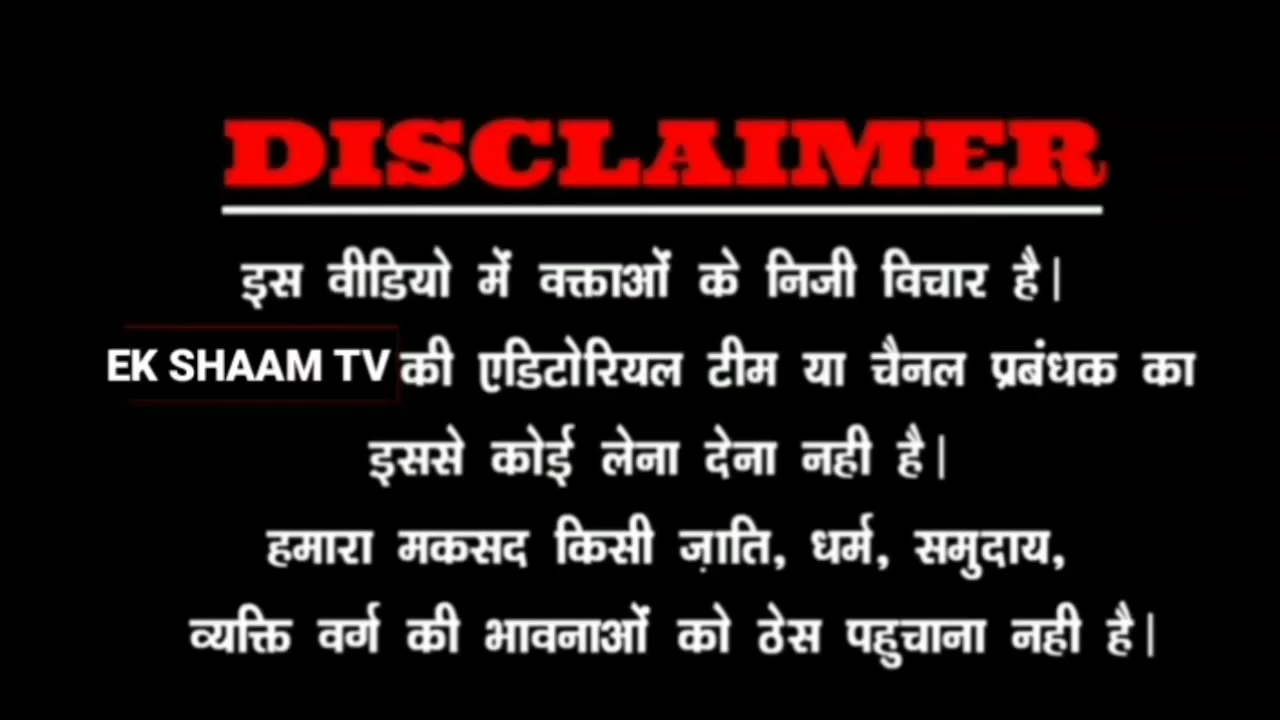 DISCLAIMER
इस वीडियो में वक्ताओं के निजी विचार है|
EK SHAAM TV की एडिटोरियल टीम या चैनल प्रबंधक का
इससे कोई लेना देना नही है|
हमारा मकसद किसी ज़ाति, धर्म, समुदाय,
व्यक्ति वर्ग की भावनाओं को ठेस पहुचाना नही है|